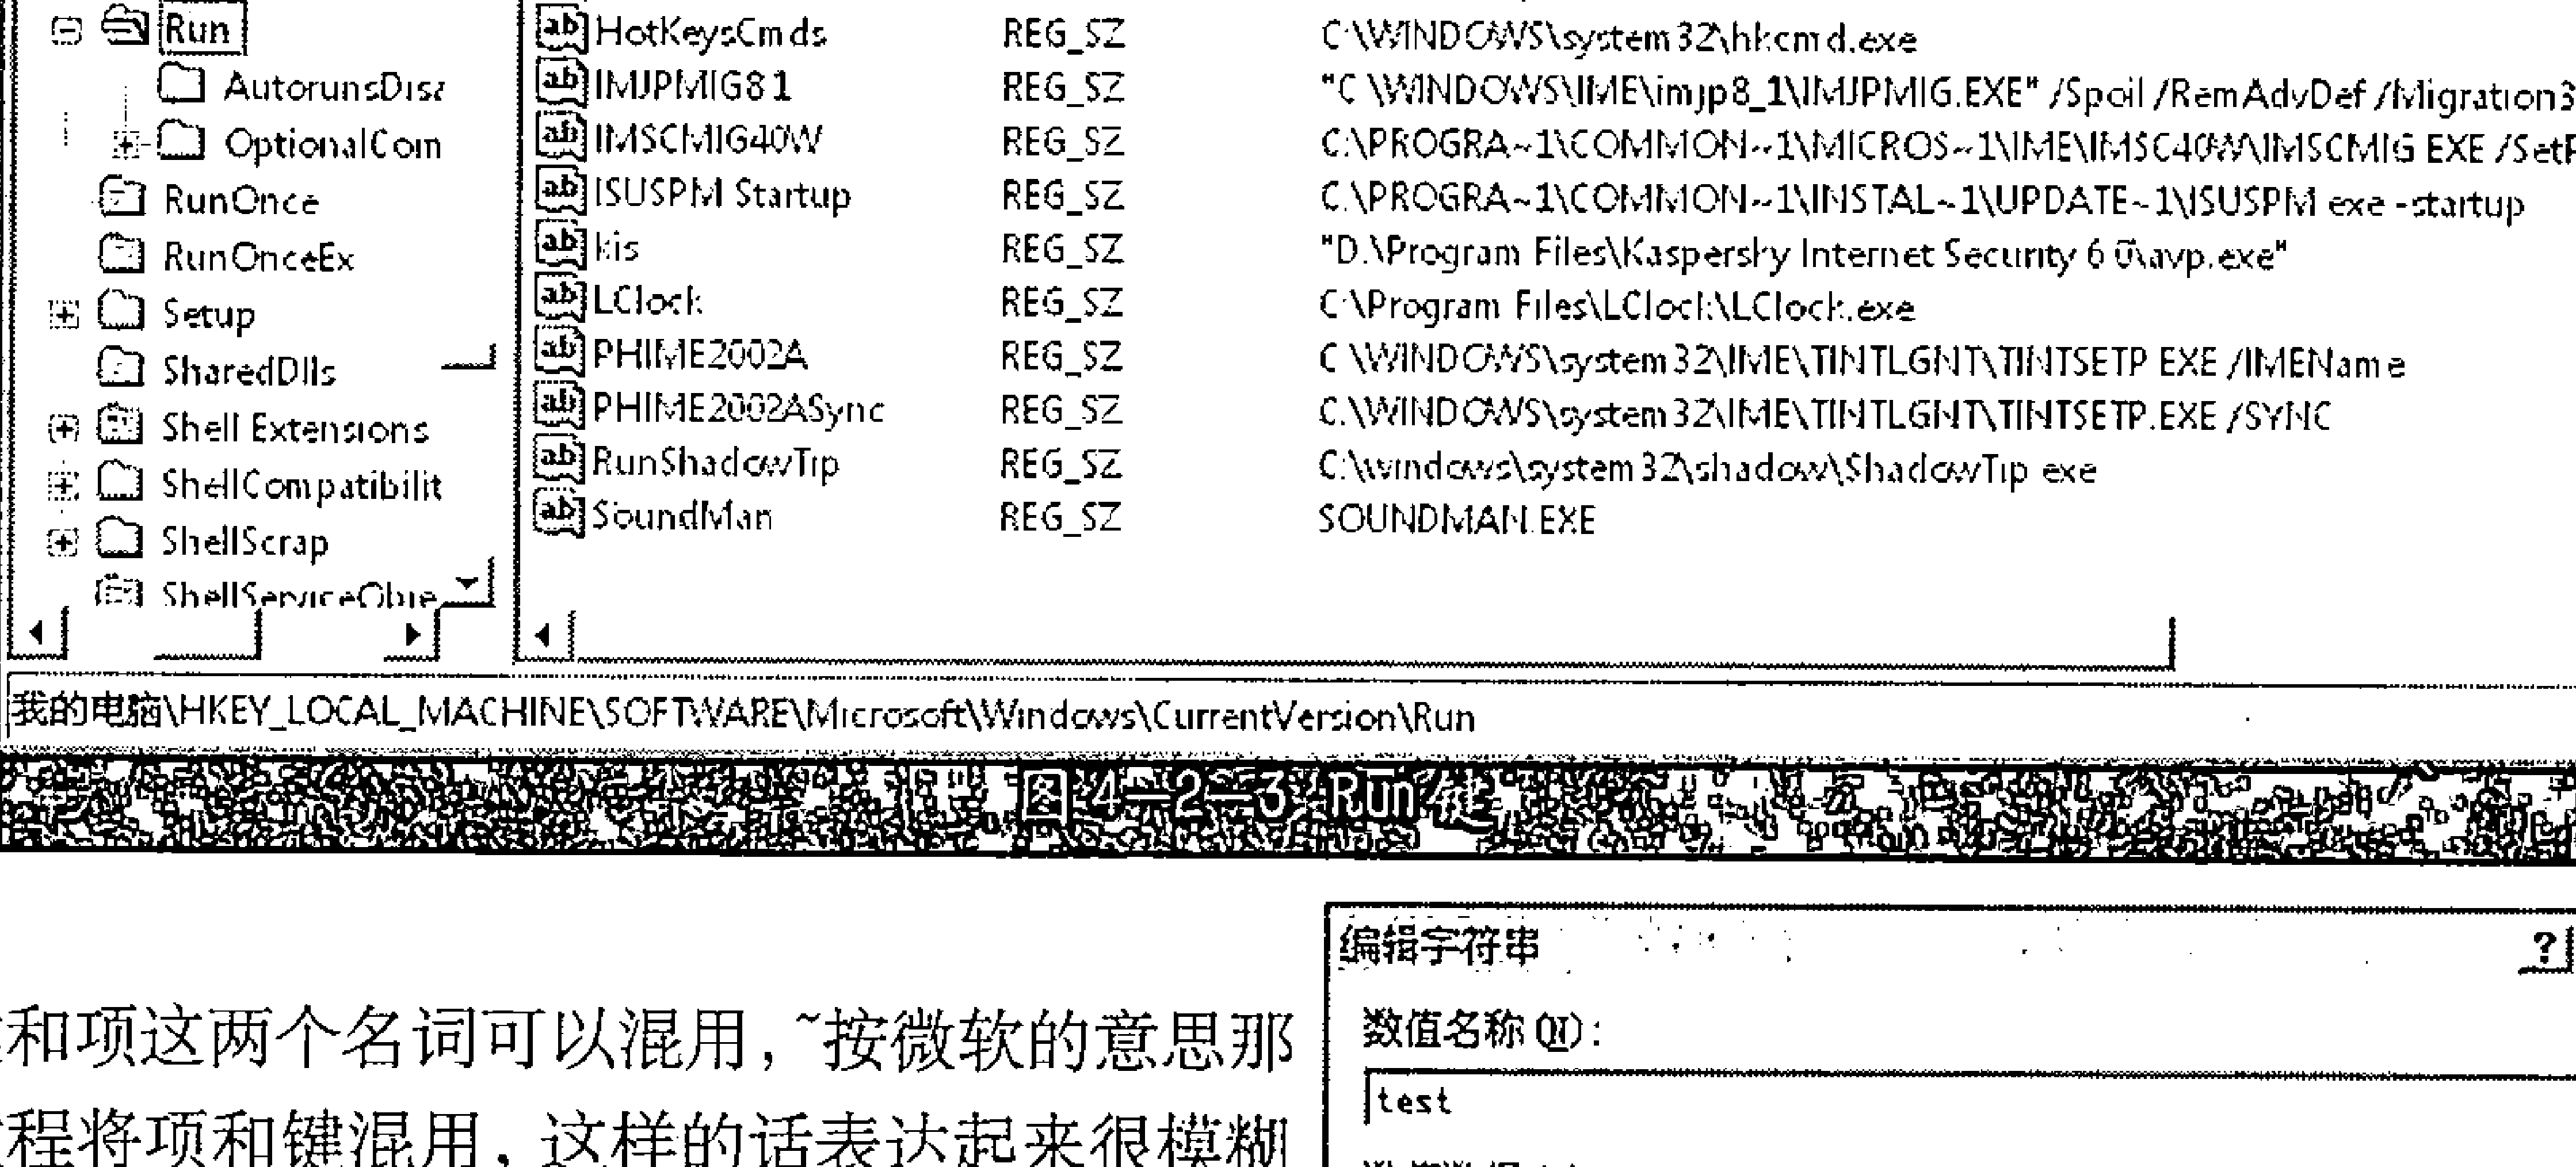 Run
AutorunsDisa
OptionalCom
RunOnce
RunOnceEx
Setup
SharedDlls
Shell Extensions
ShellCompatibilit
ShellScrap
ShellServiceObje
HotKeysCmds REG_SZ C:\WINDOWS\system32\hkcmd.exe
IMJPMIG8.1 REG_SZ "C:\WINDOWS\IME\imjp8_1\IMJPMIG.EXE" /Spoil /RemAdvDef /Migration3
IMSCMIG40W REG_SZ C:\PROGRA~1\COMMON~1\MICROS~1\IME\IMSC40W\IMSCMIG.EXE /SetP
ISUSPM Startup REG_SZ C:\PROGRA~1\COMMON~1\INSTAL~1\UPDATE~1\ISUSPM.exe -startup
kis REG_SZ "D:\Program Files\Kaspersky Internet Security 6.0\avp.exe"
LClock REG_SZ C:\Program Files\LClock\LClock.exe
PHIME2002A REG_SZ C:\WINDOWS\system32\IME\TINTLGNT\TINTSETP.EXE /IMEName
PHIME2002ASync REG_SZ C:\WINDOWS\system32\IME\TINTLGNT\TINTSETP.EXE /SYNC
RunShadowTip REG_SZ C:\windows\system32\shadow\ShadowTip.exe
SoundMan REG_SZ SOUNDMAN.EXE
我的电脑\HKEY_LOCAL_MACHINE\SOFTWARE\Microsoft\Windows\CurrentVersion\Run
图4-2-3 Run键
和项这两个名词可以混用,~按微软的意思那
程将项和键混用,这样的话表达起来很模糊
编辑字符串 ?
数值名称(N):
test